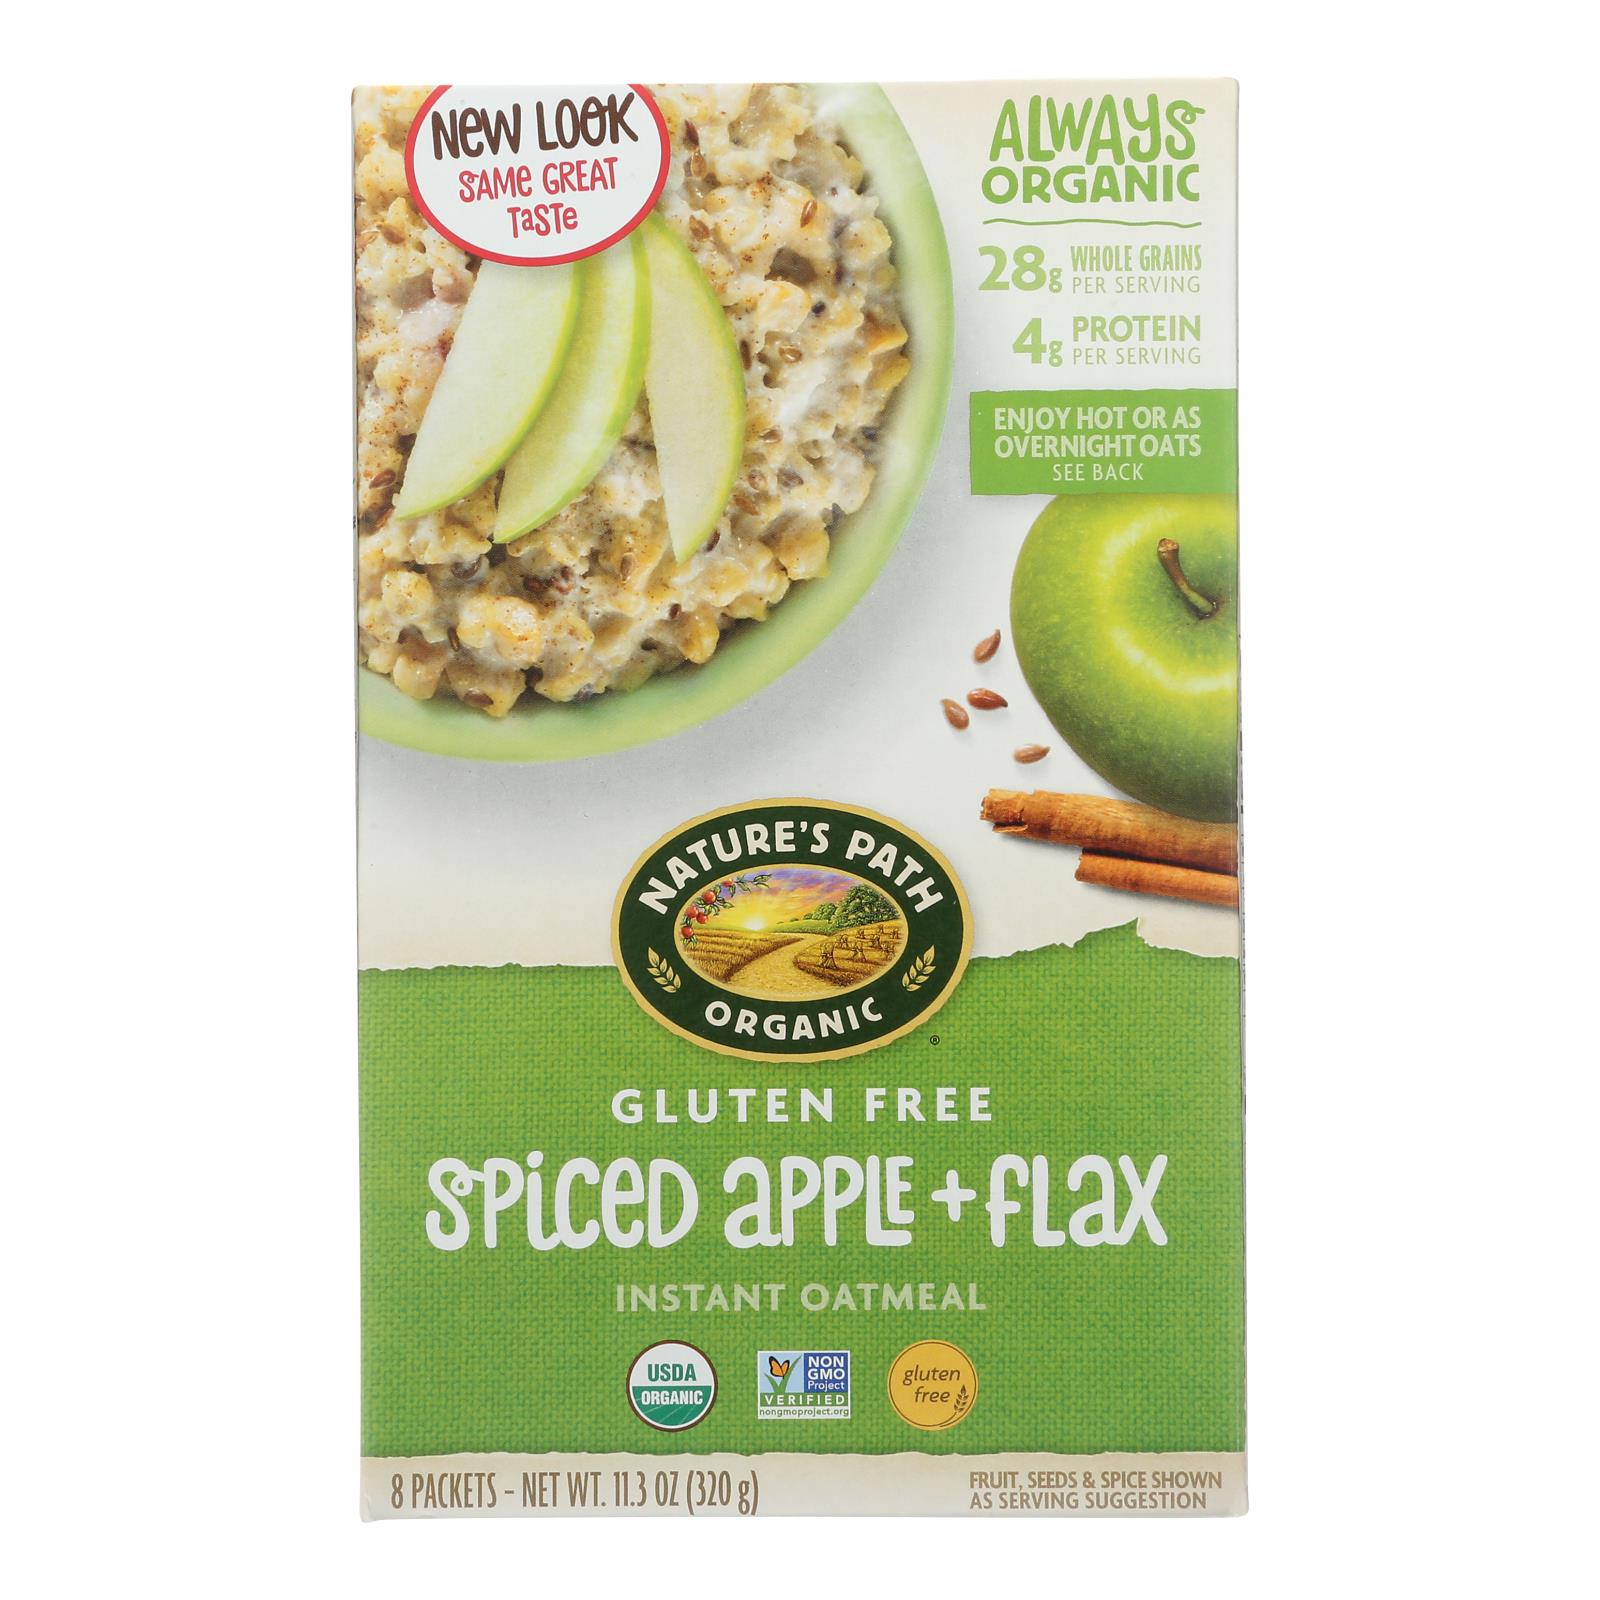 NEW LOOK
SAME GREAT
TASTE
ALWAYS
ORGANIC
28g WHOLE GRAINS
PER SERVING
4g PROTEIN
PER SERVING
ENJOY HOT OR AS
OVERNIGHT OATS
SEE BACK
NATURE'S PATH
ORGANIC
®
GLUTEN FREE
SPiCED APPLE + FLAX
INSTANT OATMEAL
USDA
ORGANIC
NON
GMO
Project
VERIFIED
nongmoproject.org
gluten
free
8 PACKETS - NET WT. 11.3 OZ (320 g)
FRUIT, SEEDS & SPICE SHOWN
AS SERVING SUGGESTION